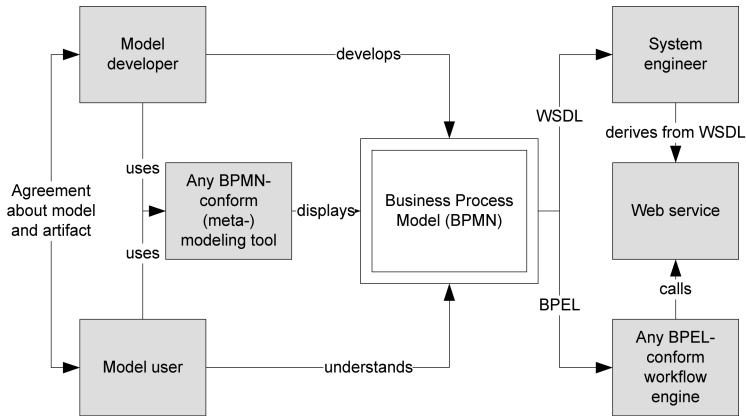 Model
developer
develops
System
engineer
WSDL
derives from WSDL
uses
Any BPMN-
conform
(meta-)
modeling tool
displays
Business Process
Model (BPMN)
Web service
Agreement
about model
and artifact
uses
calls
BPEL
Model user
understands
Any BPEL-
conform
workflow
engine